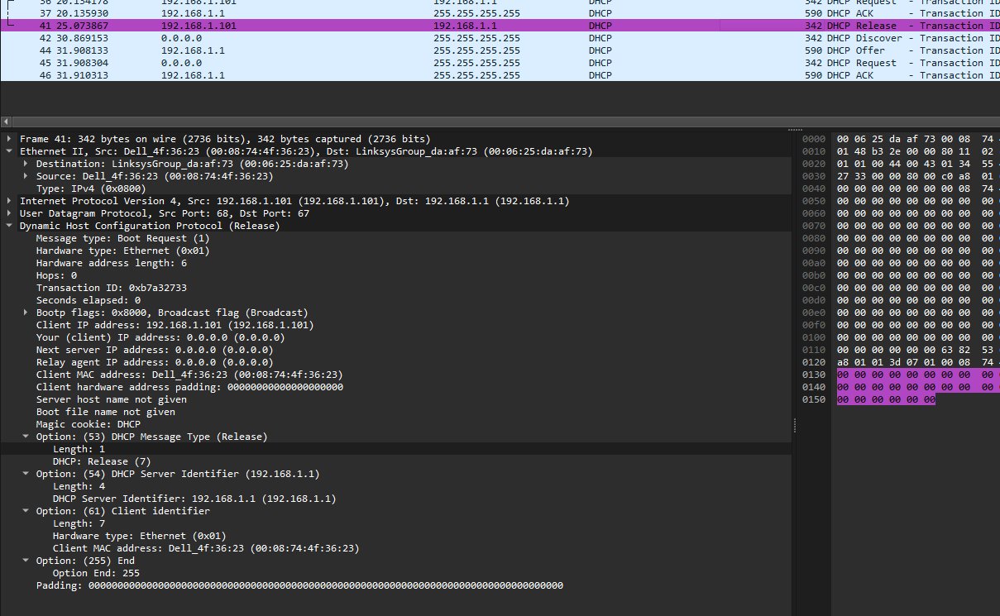 36 20.134178 192.168.1.101 192.168.1.1 DHCP 342 DHCP Request - Transaction ID
37 20.135930 192.168.1.1 255.255.255.255 590 DHCP ACK - Transaction ID
41 25.073867 192.168.1.101 192.168.1.1 DHCP 342 DHCP Release - Transaction ID
42 30.869153 0.0.0.0 255.255.255.255 DHCP 342 DHCP Discover - Transaction ID
44 31.908133 192.168.1.1 255.255.255.255 DHCP 590 DHCP Offer - Transaction ID
45 31.908304 0.0.0.0 255.255.255.255 DHCP 342 DHCP Request - Transaction ID
46 31.910313 192.168.1.1 255.255.255.255 DHCP 590 DHCP ACK - Transaction ID
Frame 41: 342 bytes on wire (2736 bits), 342 bytes captured (2736 bits)
Ethernet II, Src: Dell_4f:36:23 (00:08:74:4f:36:23), Dst: LinksysGroup_da:af:73 (00:06:25:da:af:73)
Destination: LinksysGroup_da:af:73 (00:06:25:da:af:73)
Source: Dell_4f:36:23 (00:08:74:4f:36:23)
Type: IPv4 (0x0800)
Internet Protocol Version 4, Src: 192.168.1.101 (192.168.1.101), Dst: 192.168.1.1 (192.168.1.1)
User Datagram Protocol, Src Port: 68, Dst Port: 67
Dynamic Host Configuration Protocol (Release)
Message type: Boot Request (1)
Hardware type: Ethernet (0x01)
Hardware address length: 6
Hops: 0
Transaction ID: 0xb7a32733
Seconds elapsed: 0
Bootp flags: 0x8000, Broadcast flag (Broadcast)
Client IP address: 192.168.1.101 (192.168.1.101)
Your (client) IP address: 0.0.0.0 (0.0.0.0)
Next server IP address: 0.0.0.0 (0.0.0.0)
Relay agent IP address: 0.0.0.0 (0.0.0.0)
Client MAC address: Dell_4f:36:23 (00:08:74:4f:36:23)
Client hardware address padding: 00000000000000000000
Server host name not given
Boot file name not given
Magic cookie: DHCP
Option: (53) DHCP Message Type (Release)
Length: 1
DHCP: Release (7)
Option: (54) DHCP Server Identifier (192.168.1.1)
Length: 4
DHCP Server Identifier: 192.168.1.1 (192.168.1.1)
Option: (61) Client identifier
Length: 7
Hardware type: Ethernet (0x01)
Client MAC address: Dell_4f:36:23 (00:08:74:4f:36:23)
Option: (255) End
Option End: 255
Padding: 0000000000000000000000000000000000000000000000000000000000000000000000000000000000
0000 00 06 25 da af 73 00 08 74
0010 01 48 b3 2e 00 00 80 11 02
0020 01 01 00 44 00 43 01 34 55
0030 27 33 00 00 80 00 c0 a8 01
0040 00 00 00 00 00 00 08 74
0050 00 00 00 00 00 00 00 00 00
0060 00 00 00 00 00 00 00 00 00
0070 00 00 00 00 00 00 00 00 00
0080 00 00 00 00 00 00 00 00 00
0090 00 00 00 00 00 00 00 00 00
00a0 00 00 00 00 00 00 00 00 00
00b0 00 00 00 00 00 00 00 00 00
00c0 00 00 00 00 00 00 00 00 00
00d0 00 00 00 00 00 00 00 00 00
00e0 00 00 00 00 00 00 00 00 00
00f0 00 00 00 00 00 00 00 00 00
0100 00 00 00 00 00 00 00 00 00
0110 00 00 00 00 00 00 63 82 53
0120 a8 01 01 3d 07 01 00 08 74
0130 00 00 00 00 00 00 00 00 00
0140 00 00 00 00 00 00 00 00 00
0150 00 00 00 00 00 00